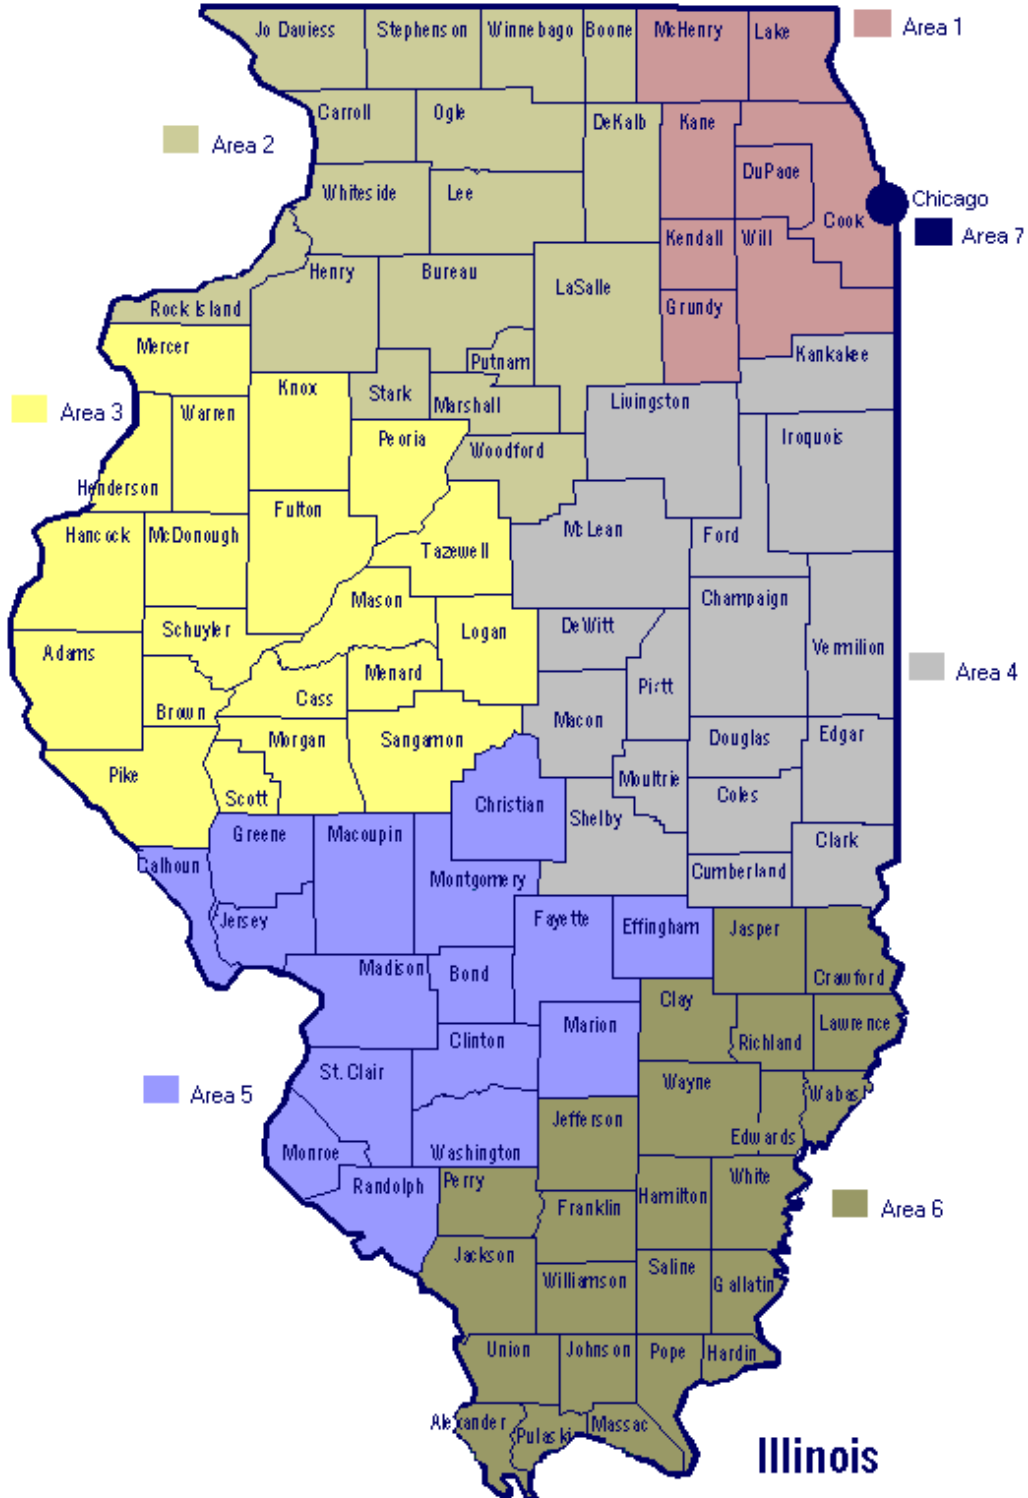 Jo Daviess
Stephenson
Winnebago
Boone
McHenry
Lake
Area 1
Carroll
Ogle
DeKalb
Kane
Area 2
DuPage
Whiteside
Lee
Chicago
Cook
Area 7
Kendall
Will
Henry
Bureau
LaSalle
Rock Island
Grundy
Mercer
Kankakee
Putnam
Knox
Stark
Livingston
Area 3
Warren
Marshall
Peoria
Iroquois
Woodford
Henderson
Fulton
Hancock
McDonough
McLean
Ford
Tazewell
Mason
Champaign
Schuyler
Logan
DeWitt
Adams
Vermilion
Menard
Area 4
Piatt
Cass
Brown
Macon
Morgan
Sangamon
Douglas
Edgar
Pike
Moultrie
Scott
Christian
Coles
Shelby
Greene
Macoupin
Clark
Calhoun
Montgomery
Cumberland
Jersey
Fayette
Effingham
Jasper
Madison
Bond
Crawford
Clay
Marion
Lawrence
Clinton
Richland
St. Clair
Wayne
Area 5
Wabash
Jefferson
Edwards
Monroe
Washington
Randolph
Perry
White
Hamilton
Franklin
Area 6
Jackson
Saline
Williamson
Gallatin
Union
Johnson
Pope
Hardin
Alexander
Pulaski
Massac
Illinois